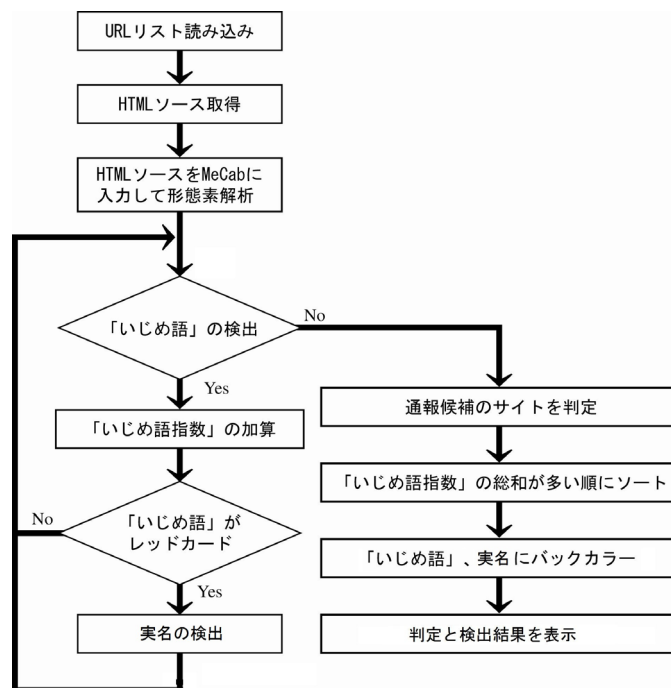 URLリスト読み込み
HTMLソース取得
HTMLソースをMeCabに
入力して形態素解析
「いじめ語」の検出
No
Yes
「いじめ語指数」の加算
「いじめ語」が
レッドカード
No
Yes
実名の検出
通報候補のサイトを判定
「いじめ語指数」の総和が多い順にソート
「いじめ語」、実名にバックカラー
判定と検出結果を表示